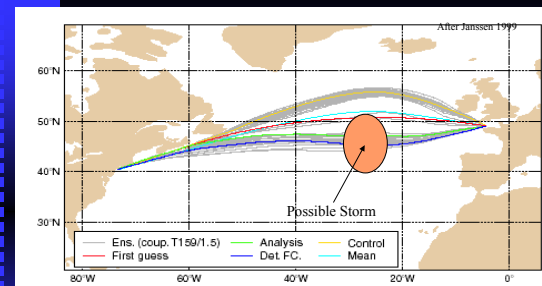 After Janssen 1999
60°N
50°N
40°N
30°N
Possible Storm
Ens. (coup. T159/1.5)
Analysis
Control
First guess
Det. FC.
Mean
80°W
60°W
40°W
20°W
0°